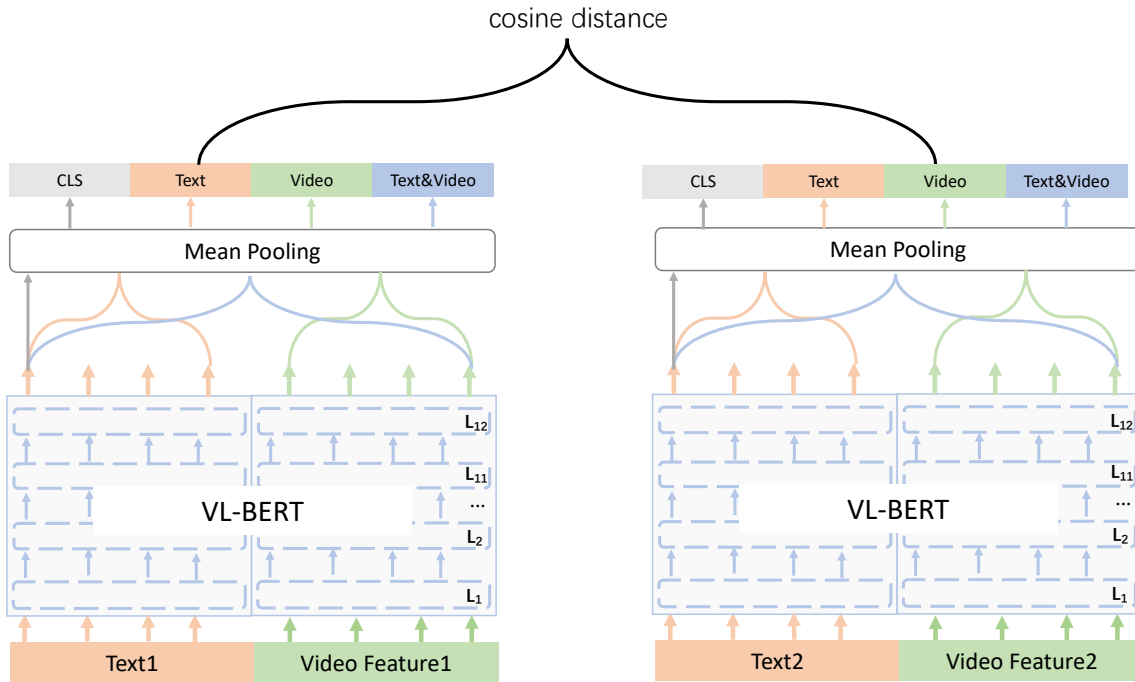 cosine distance
CLS Text Video Text&Video
Mean Pooling
L12
L11
VL-BERT
...
L2
L1
Text1 Video Feature1
CLS Text Video Text&Video
Mean Pooling
L12
L11
VL-BERT
...
L2
L1
Text2 Video Feature2